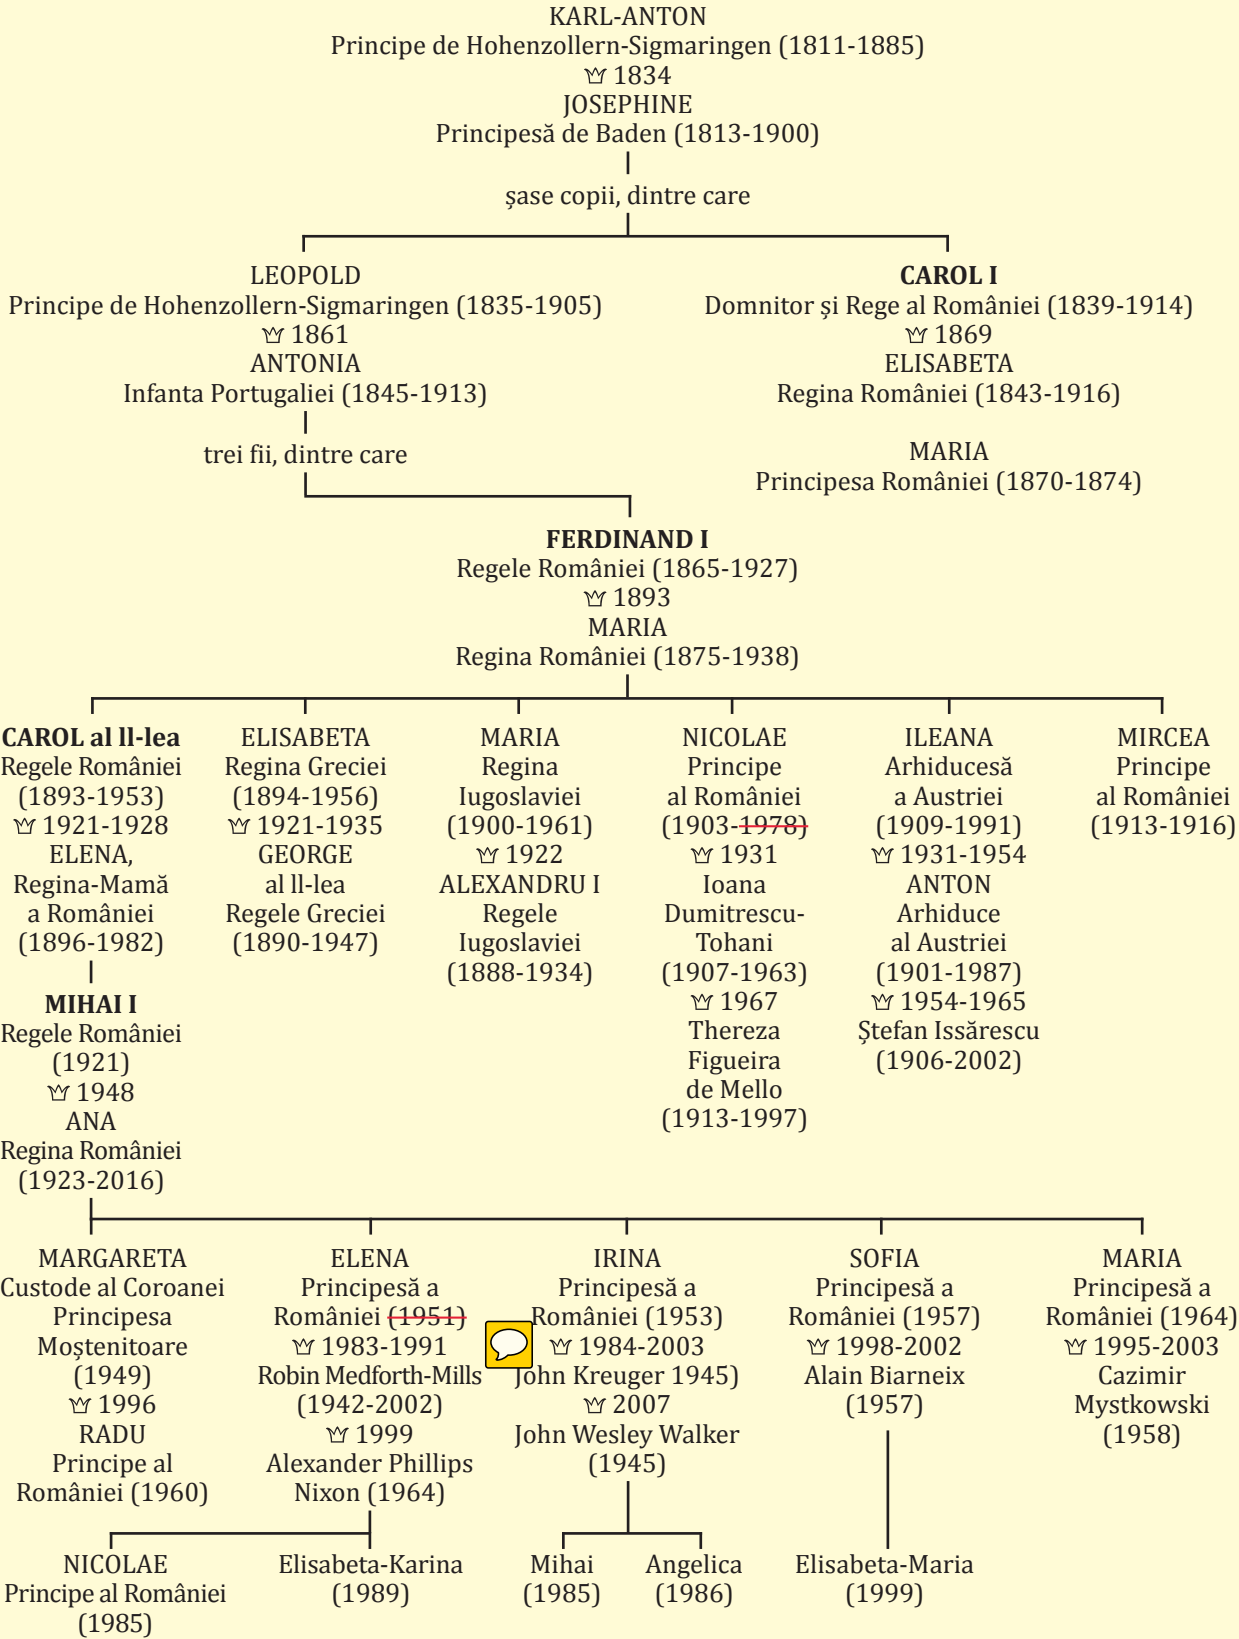 KARL-ANTON
Principe de Hohenzollern-Sigmaringen (1811-1885)
1834
JOSEPHINE
Principesă de Baden (1813-1900)
șase copii, dintre care
LEOPOLD
Principe de Hohenzollern-Sigmaringen (1835-1905)
1861
ANTONIA
Infanta Portugaliei (1845-1913)
trei fii, dintre care
CAROL I
Domnitor și Rege al României (1839-1914)
1869
ELISABETA
Regina României (1843-1916)
MARIA
Principesa României (1870-1874)
FERDINAND I
Regele României (1865-1927)
1893
MARIA
Regina României (1875-1938)
CAROL al ll-lea
Regele României
(1893-1953)
1921-1928
ELENA,
Regina-Mamă
a României
(1896-1982)
MIHAI I
Regele României
(1921)
1948
ANA
Regina României
(1923-2016)
ELISABETA
Regina Greciei
(1894-1956)
1921-1935
GEORGE
al ll-lea
Regele Greciei
(1890-1947)
MARIA
Regina
Iugoslaviei
(1900-1961)
1922
ALEXANDRU I
Regele
Iugoslaviei
(1888-1934)
NICOLAE
Principe
al României
(1903-1978)
1931
Ioana
Dumitrescu-
Tohani
(1907-1963)
1967
Thereza
Figueira
de Mello
(1913-1997)
ILEANA
Arhiducesă
a Austriei
(1909-1991)
1931-1954
ANTON
Arhiduce
al Austriei
(1901-1987)
1954-1965
Ștefan Issărescu
(1906-2002)
MIRCEA
Principe
al României
(1913-1916)
MARGARETA
Custode al Coroanei
Principesa
Moștenitoare
(1949)
1996
RADU
Principe al
României (1960)
ELENA
Principesă a
României (1951)
1983-1991
Robin Medforth-Mills
(1942-2002)
1999
Alexander Phillips
Nixon (1964)
IRINA
Principesă a
României (1953)
1984-2003
John Kreuger 1945)
2007
John Wesley Walker
(1945)
SOFIA
Principesă a
României (1957)
1998-2002
Alain Biarneix
(1957)
MARIA
Principesă a
României (1964)
1995-2003
Cazimir
Mystkowski
(1958)
NICOLAE
Principe al României
(1985)
Elisabeta-Karina
(1989)
Mihai
(1985)
Angelica
(1986)
Elisabeta-Maria
(1999)